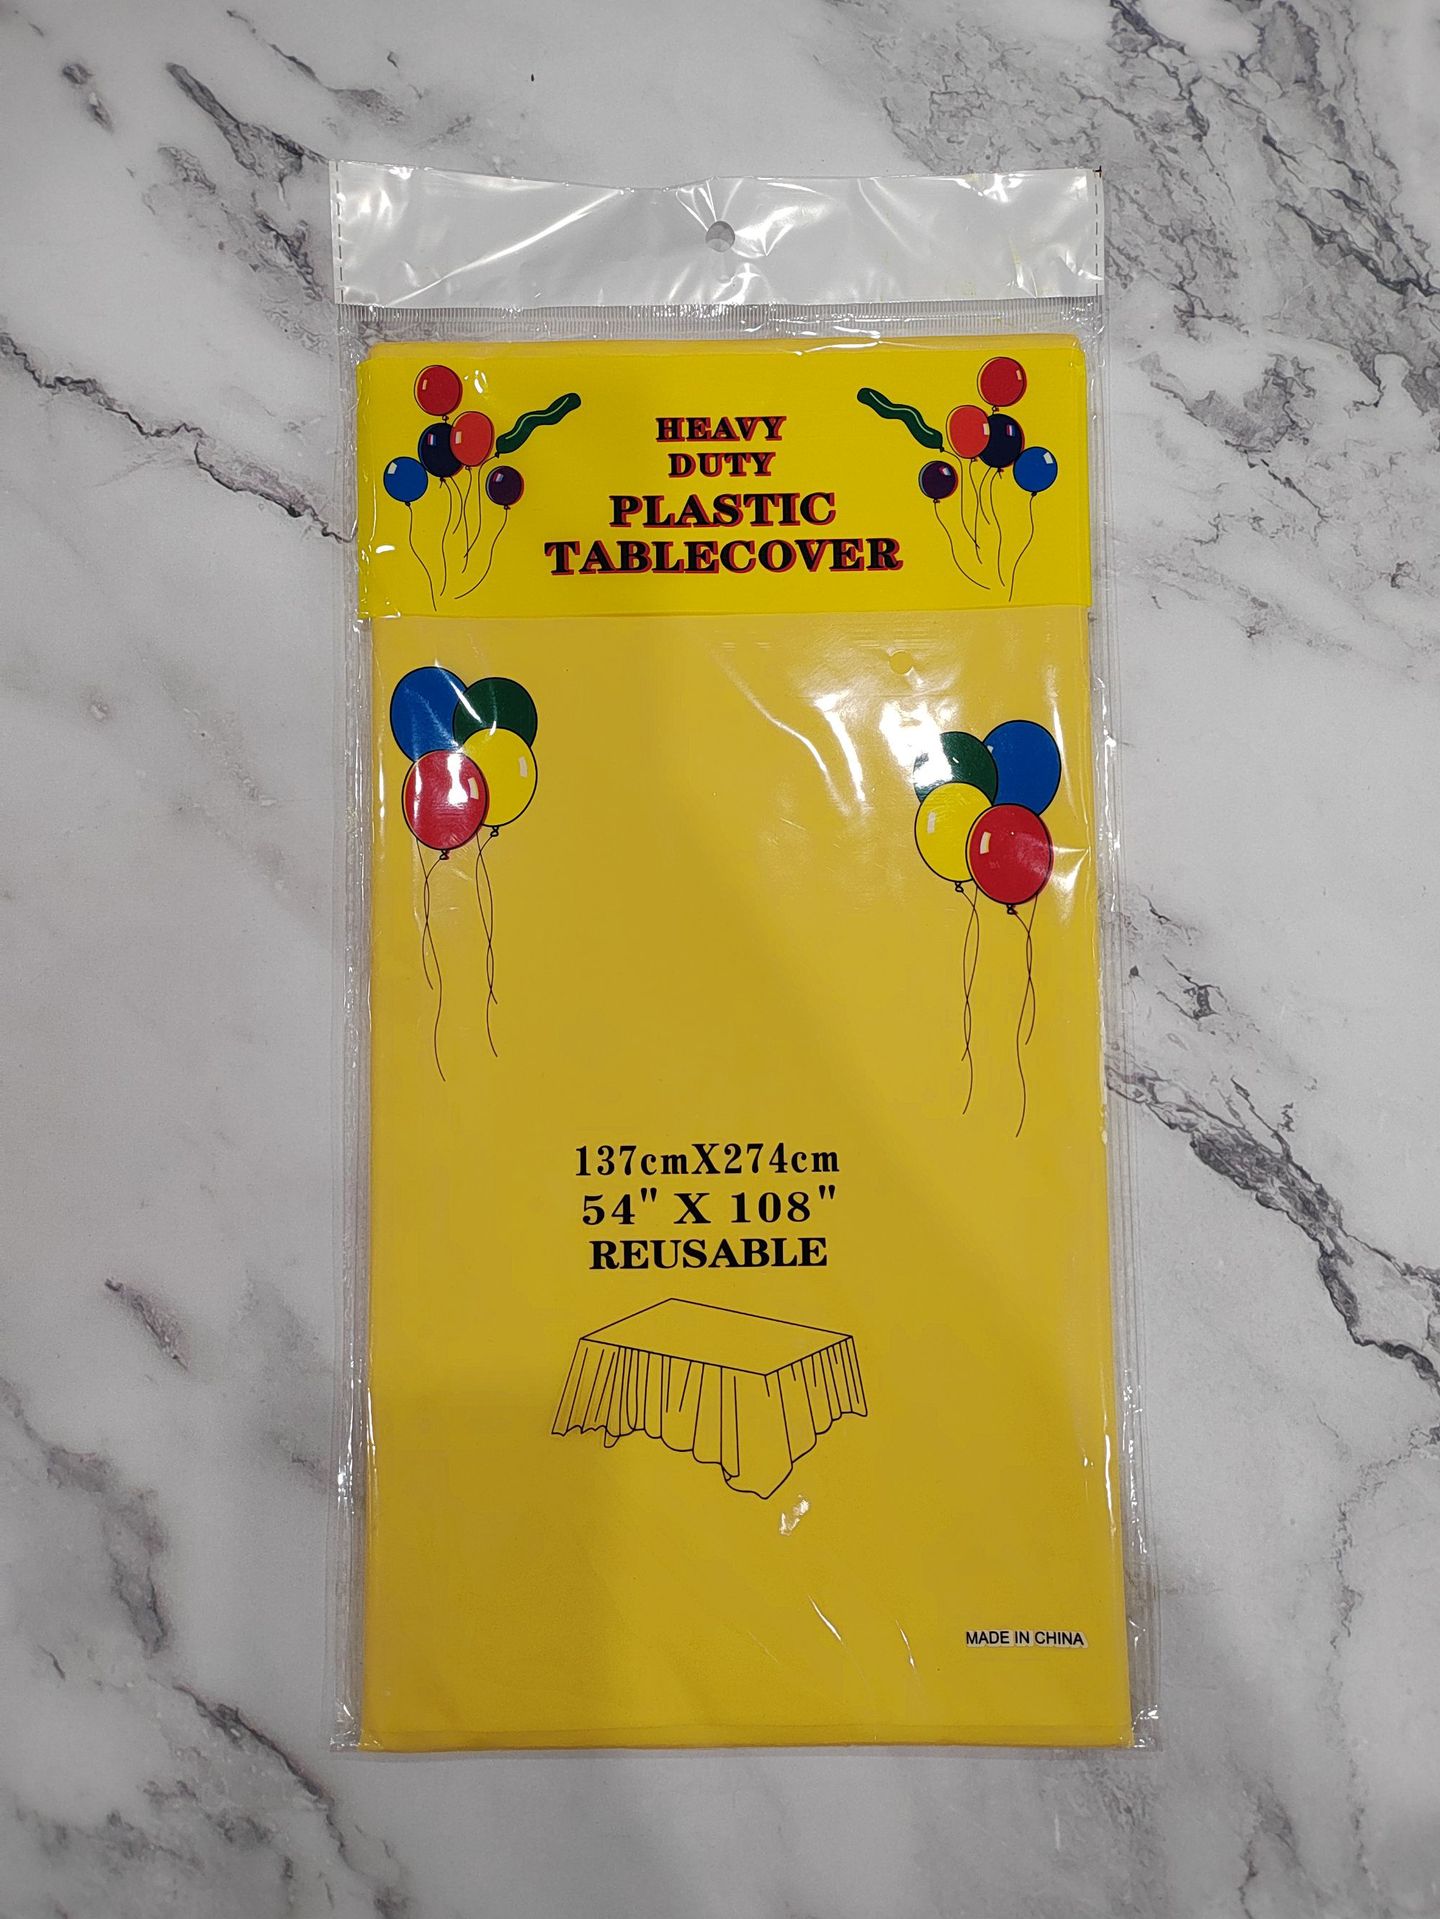 HEAVY
DUTY
PLASTIC
TABLECOVER
137cmX274cm
54" X 108"
REUSABLE
MADE IN CHINA